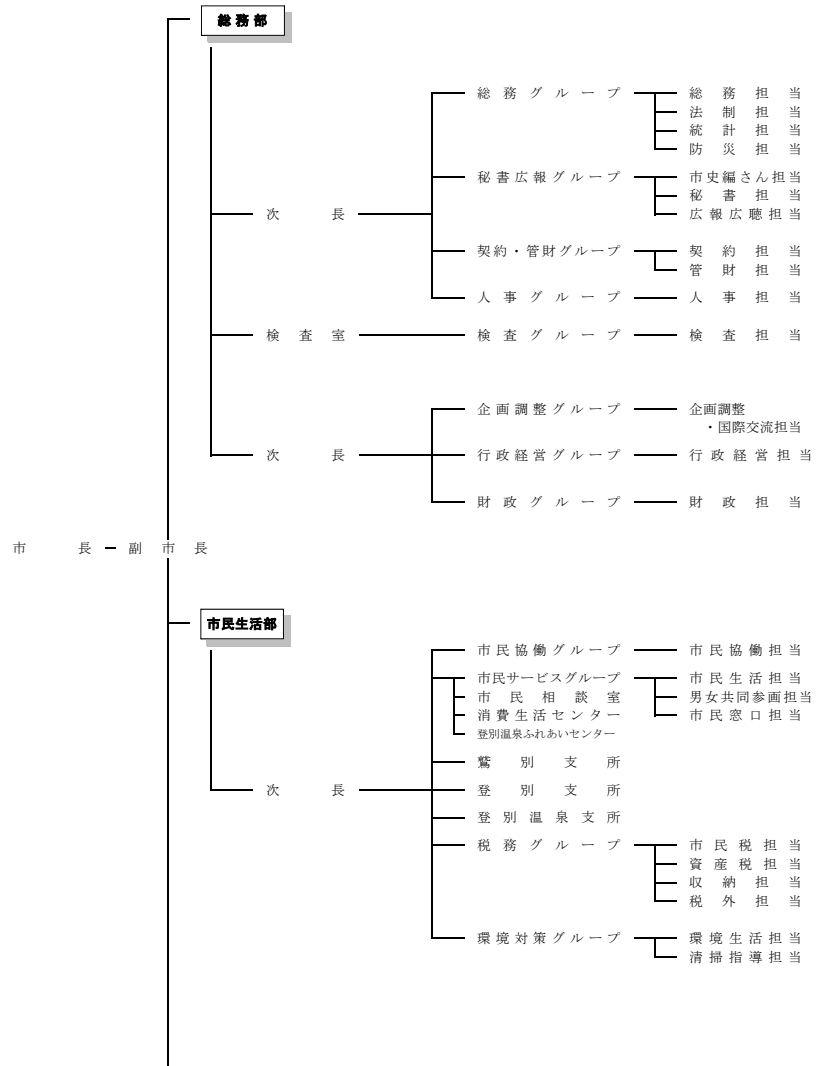 総務部
総務グループ 総務担当
法制担当
統計担当
防災担当
秘書広報グループ 市史編さん担当
秘書担当
次長 広報広聴担当
契約・管財グループ 契約担当
管財担当
人事グループ 人事担当
検査室 検査グループ 検査担当
企画調整グループ 企画調整
・国際交流担当
次長 行政経営グループ 行政経営担当
財政グループ 財政担当
市長 副市長
市民生活部
市民協働グループ 市民協働担当
市民サービスグループ 市民生活担当
市民相談室 男女共同参画担当
消費生活センター 市民窓口担当
登別温泉ふれあいセンター
鷲別支所
次長 登別支所
登別温泉支所
税務グループ 市民税担当
資産税担当
収納担当
税外担当
環境対策グループ 環境生活担当
清掃指導担当